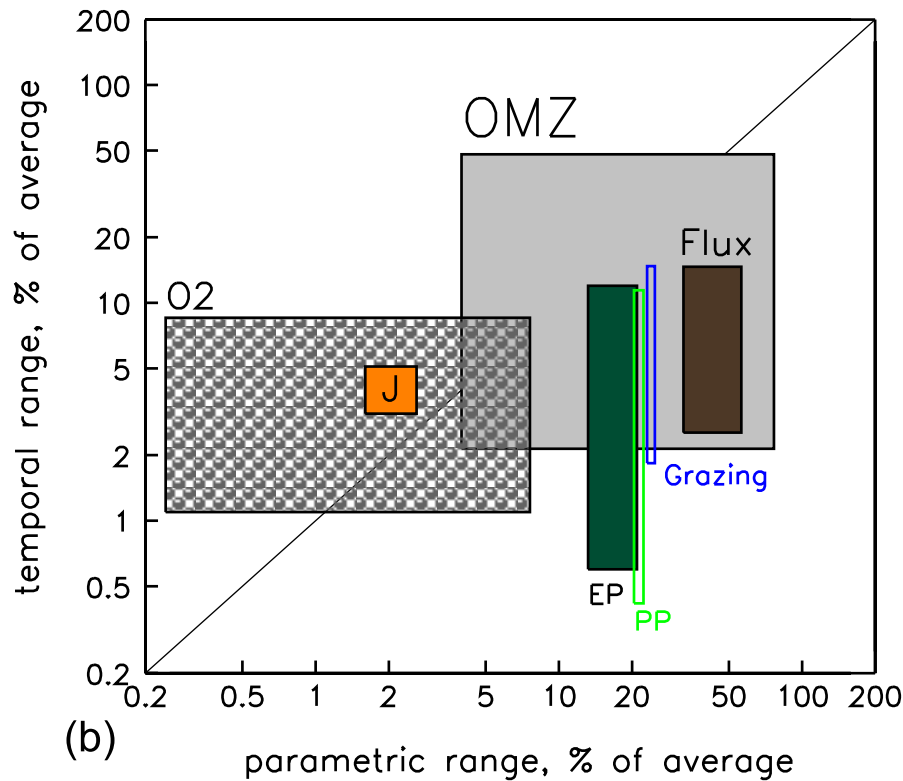 200
100
50
20
10
5
2
1
0.5
0.2
temporal range, % of average
OMZ
Flux
O2
J
Grazing
EP
PP
0.2 0.5 1 2 5 10 20 50 100 200
(b)
parametric range, % of average